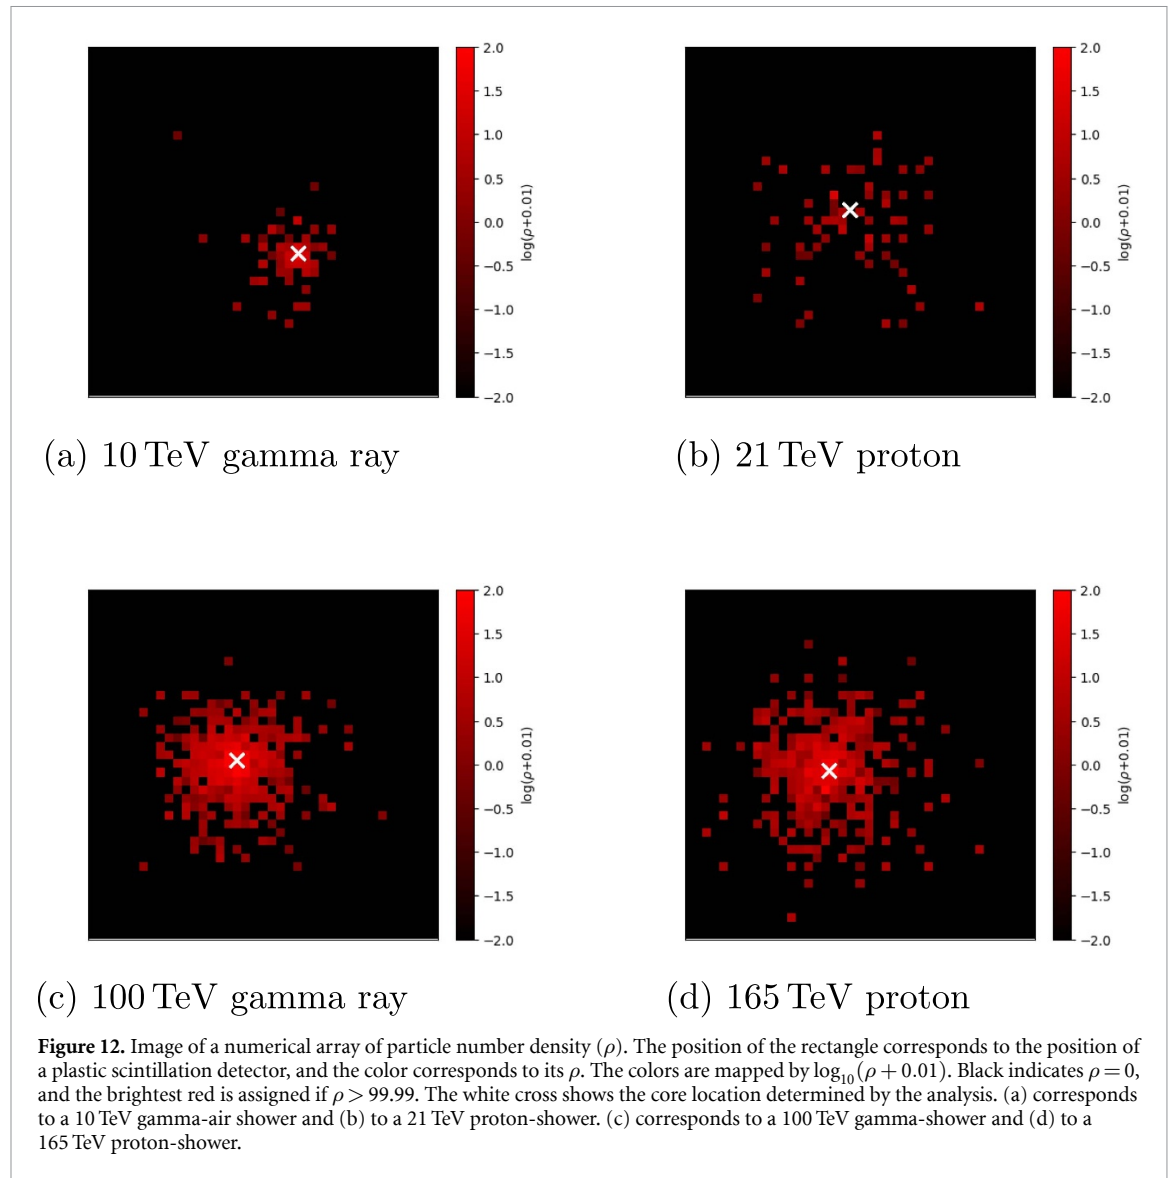 2.0
1.5
1.0
0.5
0.0
−0.5
−1.0
−1.5
−2.0
log(ρ+0.01)
2.0
1.5
1.0
0.5
0.0
−0.5
−1.0
−1.5
−2.0
log(ρ+0.01)
(a) 10 TeV gamma ray
(b) 21 TeV proton
2.0
1.5
1.0
0.5
0.0
−0.5
−1.0
−1.5
−2.0
log(ρ+0.01)
2.0
1.5
1.0
0.5
0.0
−0.5
−1.0
−1.5
−2.0
log(ρ+0.01)
(c) 100 TeV gamma ray
(d) 165 TeV proton
Figure 12. Image of a numerical array of particle number density (ρ). The position of the rectangle corresponds to the position of
a plastic scintillation detector, and the color corresponds to its ρ. The colors are mapped by log₁₀(ρ + 0.01). Black indicates ρ = 0,
and the brightest red is assigned if ρ > 99.99. The white cross shows the core location determined by the analysis. (a) corresponds
to a 10 TeV gamma-air shower and (b) to a 21 TeV proton-shower. (c) corresponds to a 100 TeV gamma-shower and (d) to a
165 TeV proton-shower.